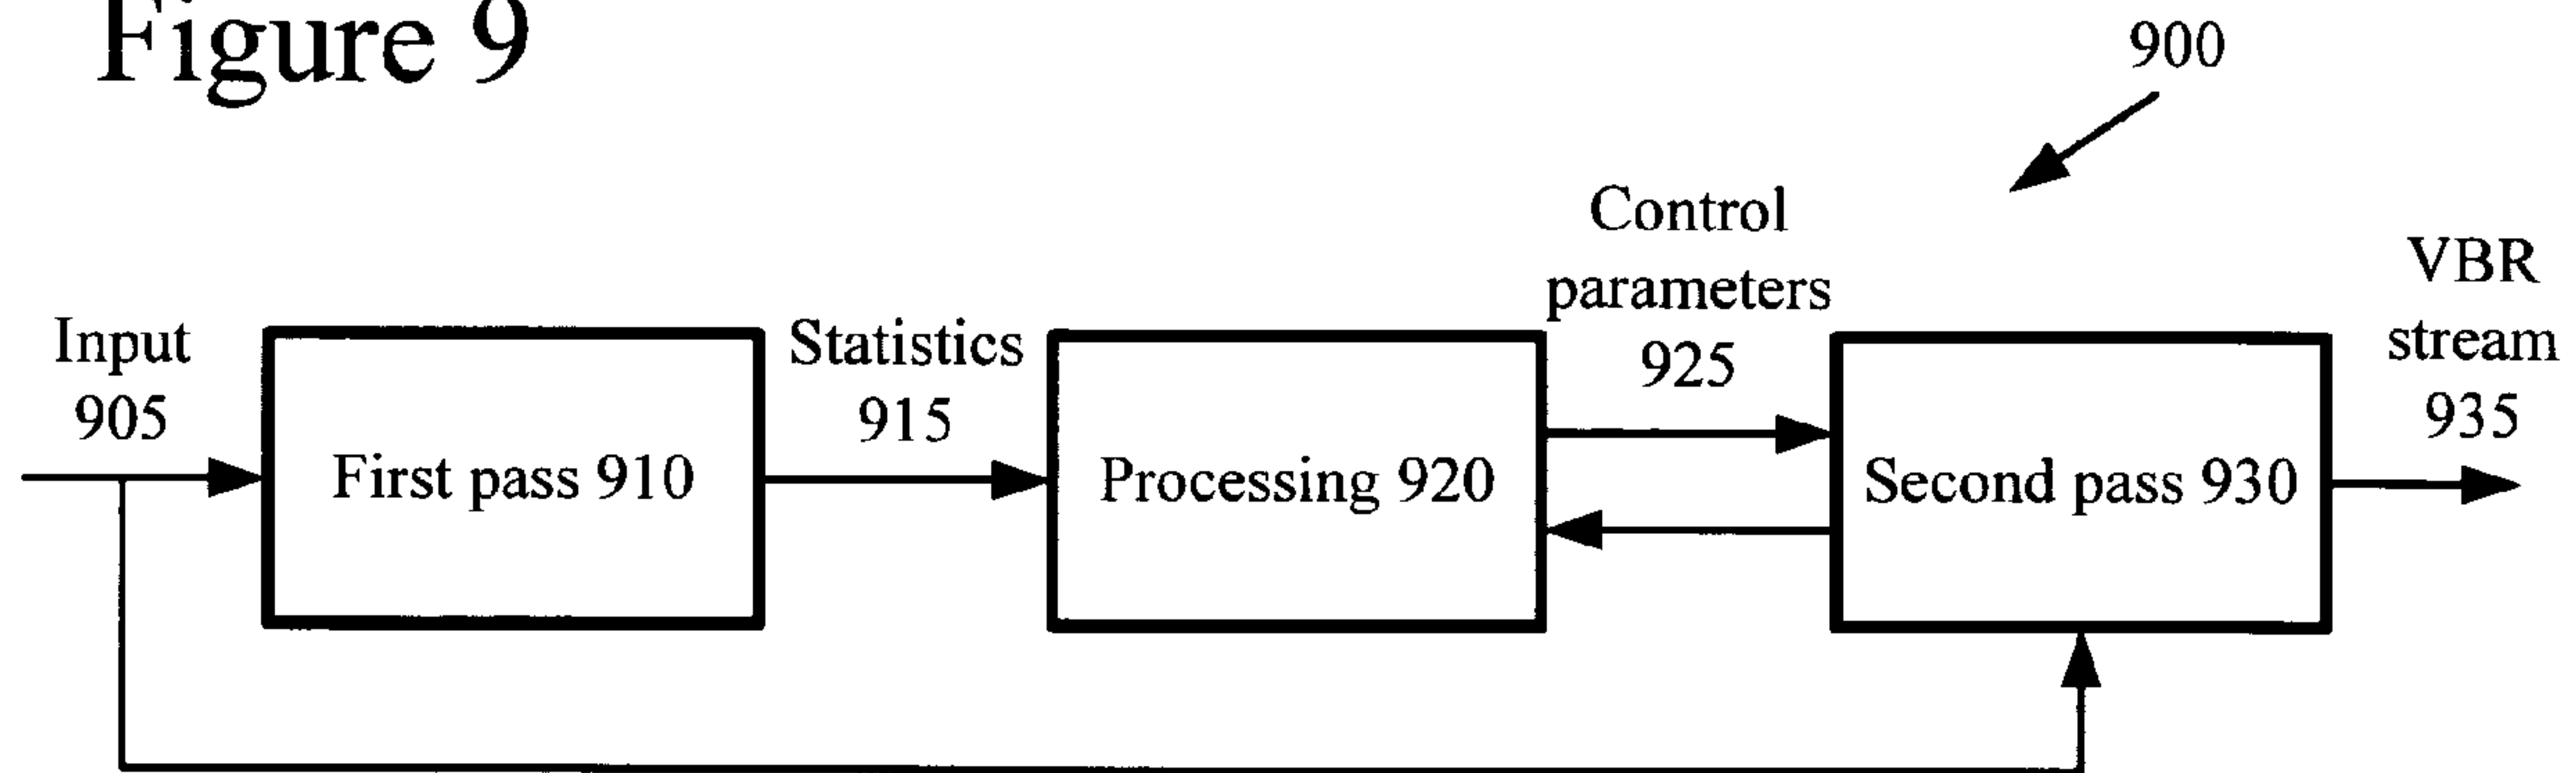 Figure 9
900
Input
905
First pass 910
Statistics
915
Processing 920
Control
parameters
925
Second pass 930
VBR
stream
935